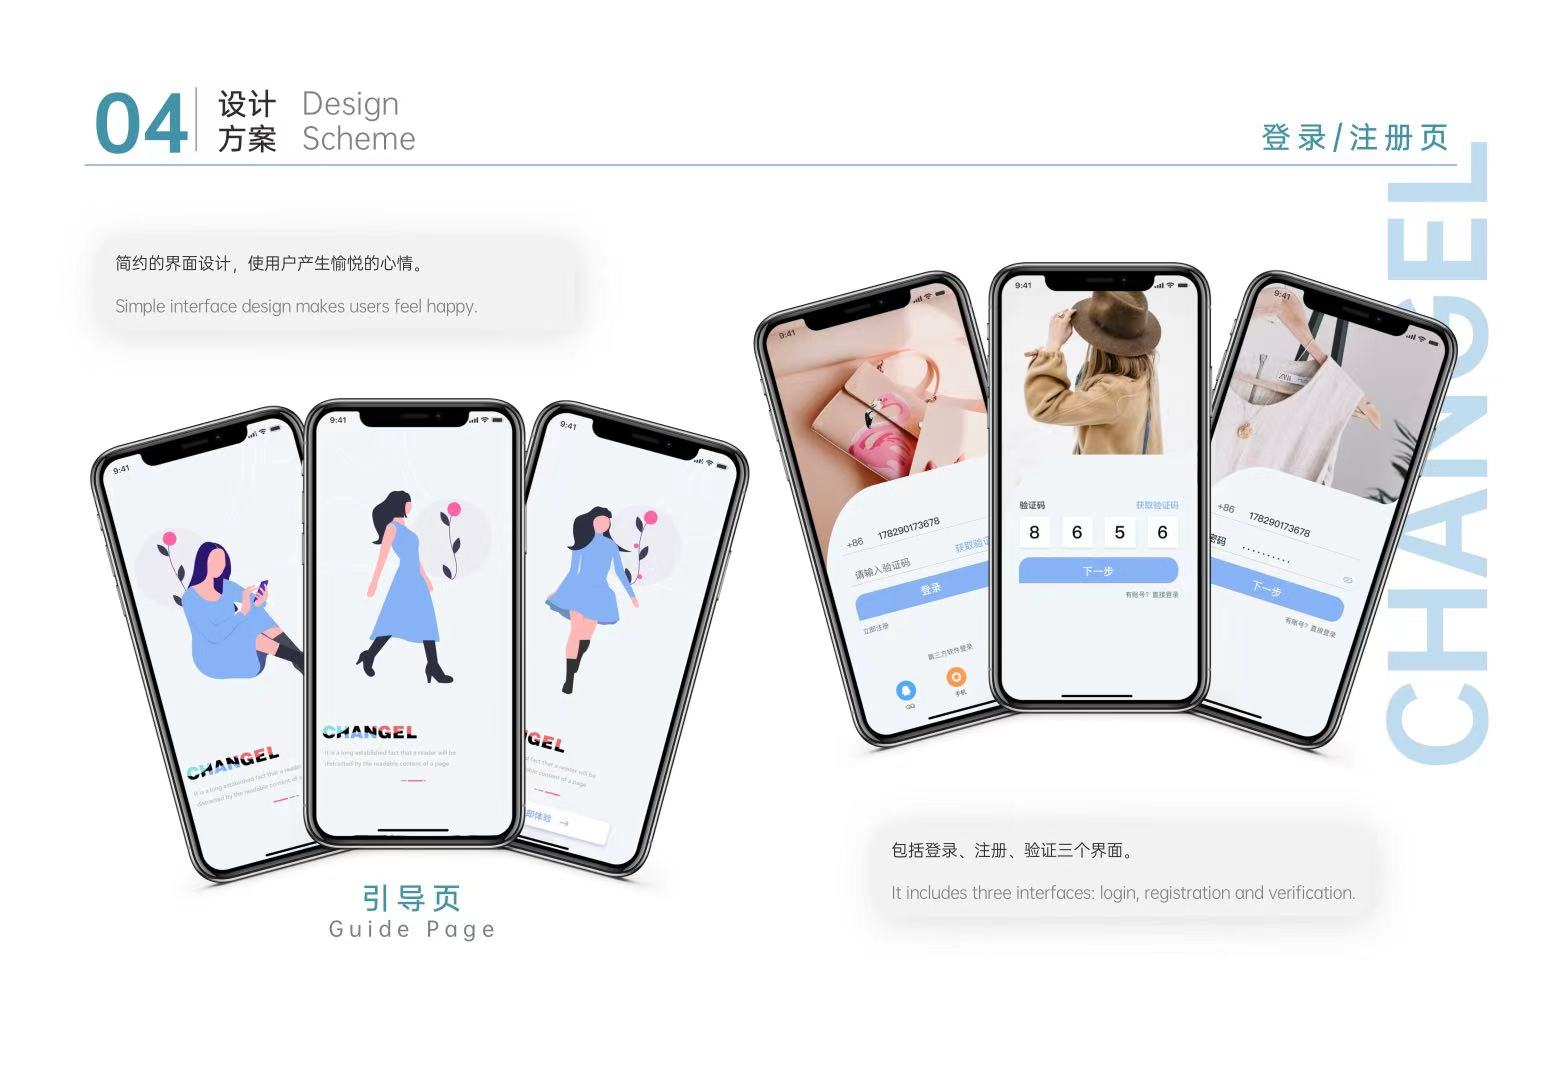 04
设计
方案
Design
Scheme
登录/注册页
CHANGEL
简约的界面设计，使用户产生愉悦的心情。
Simple interface design makes users feel happy.
9:41
CHANGEL
It is a long established fact that a reader
distracted by the readable content of
9:41
CHANGEL
It is a long established fact that a reader will be
distracted by the readable content of a page
9:41
NGEL
fact that a reader will be
content of a page
即体验 →
引导页
Guide Page
9:41
+86 178290173678
请输入验证码 获取验证
登录
立即注册
第三方软件登录
QQ 手机
9:41
验证码 获取验证码
8 6 5 6
下一步
有账号? 直接登录
9:41
+86 178290173678
密码 ·········
下一步
有账号? 直接登录
包括登录、注册、验证三个界面。
It includes three interfaces: login, registration and verification.